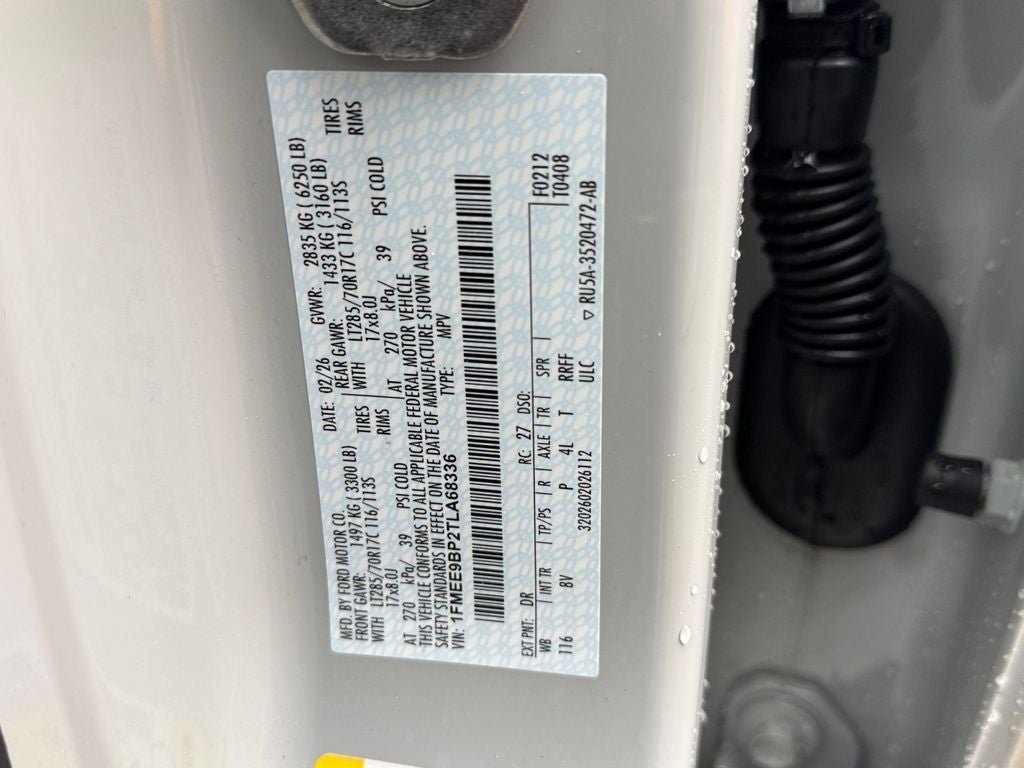 MFD. BY FORD MOTOR CO. 02/26 GVWR: 2835 KG ( 6250 LB)
FRONT GAWR: 1497 KG ( 3300 LB) REAR GAWR: 1433 KG ( 3160 LB)
WITH LT285/70R17C 116/113S TIRES WITH LT285/70R17C 116/113S TIRES
17x8.0J RIMS 17x8.0J RIMS
AT 270 kPa/ 39 PSI COLD AT 270 kPa/ 39 PSI COLD
THIS VEHICLE CONFORMS TO ALL APPLICABLE FEDERAL MOTOR VEHICLE
SAFETY STANDARDS IN EFFECT ON THE DATE OF MANUFACTURE SHOWN ABOVE.
VIN: 1FMEE9BP2TLA68336 TYPE: MPV
EXT PNT: DR RC: 27 DSO: F0212
WB INT TR TP/PS R AXLE TR SPR T0408
116 8V P 4L T RRFF
3202602026112 ULC ▽ RU5A-3520472-AB